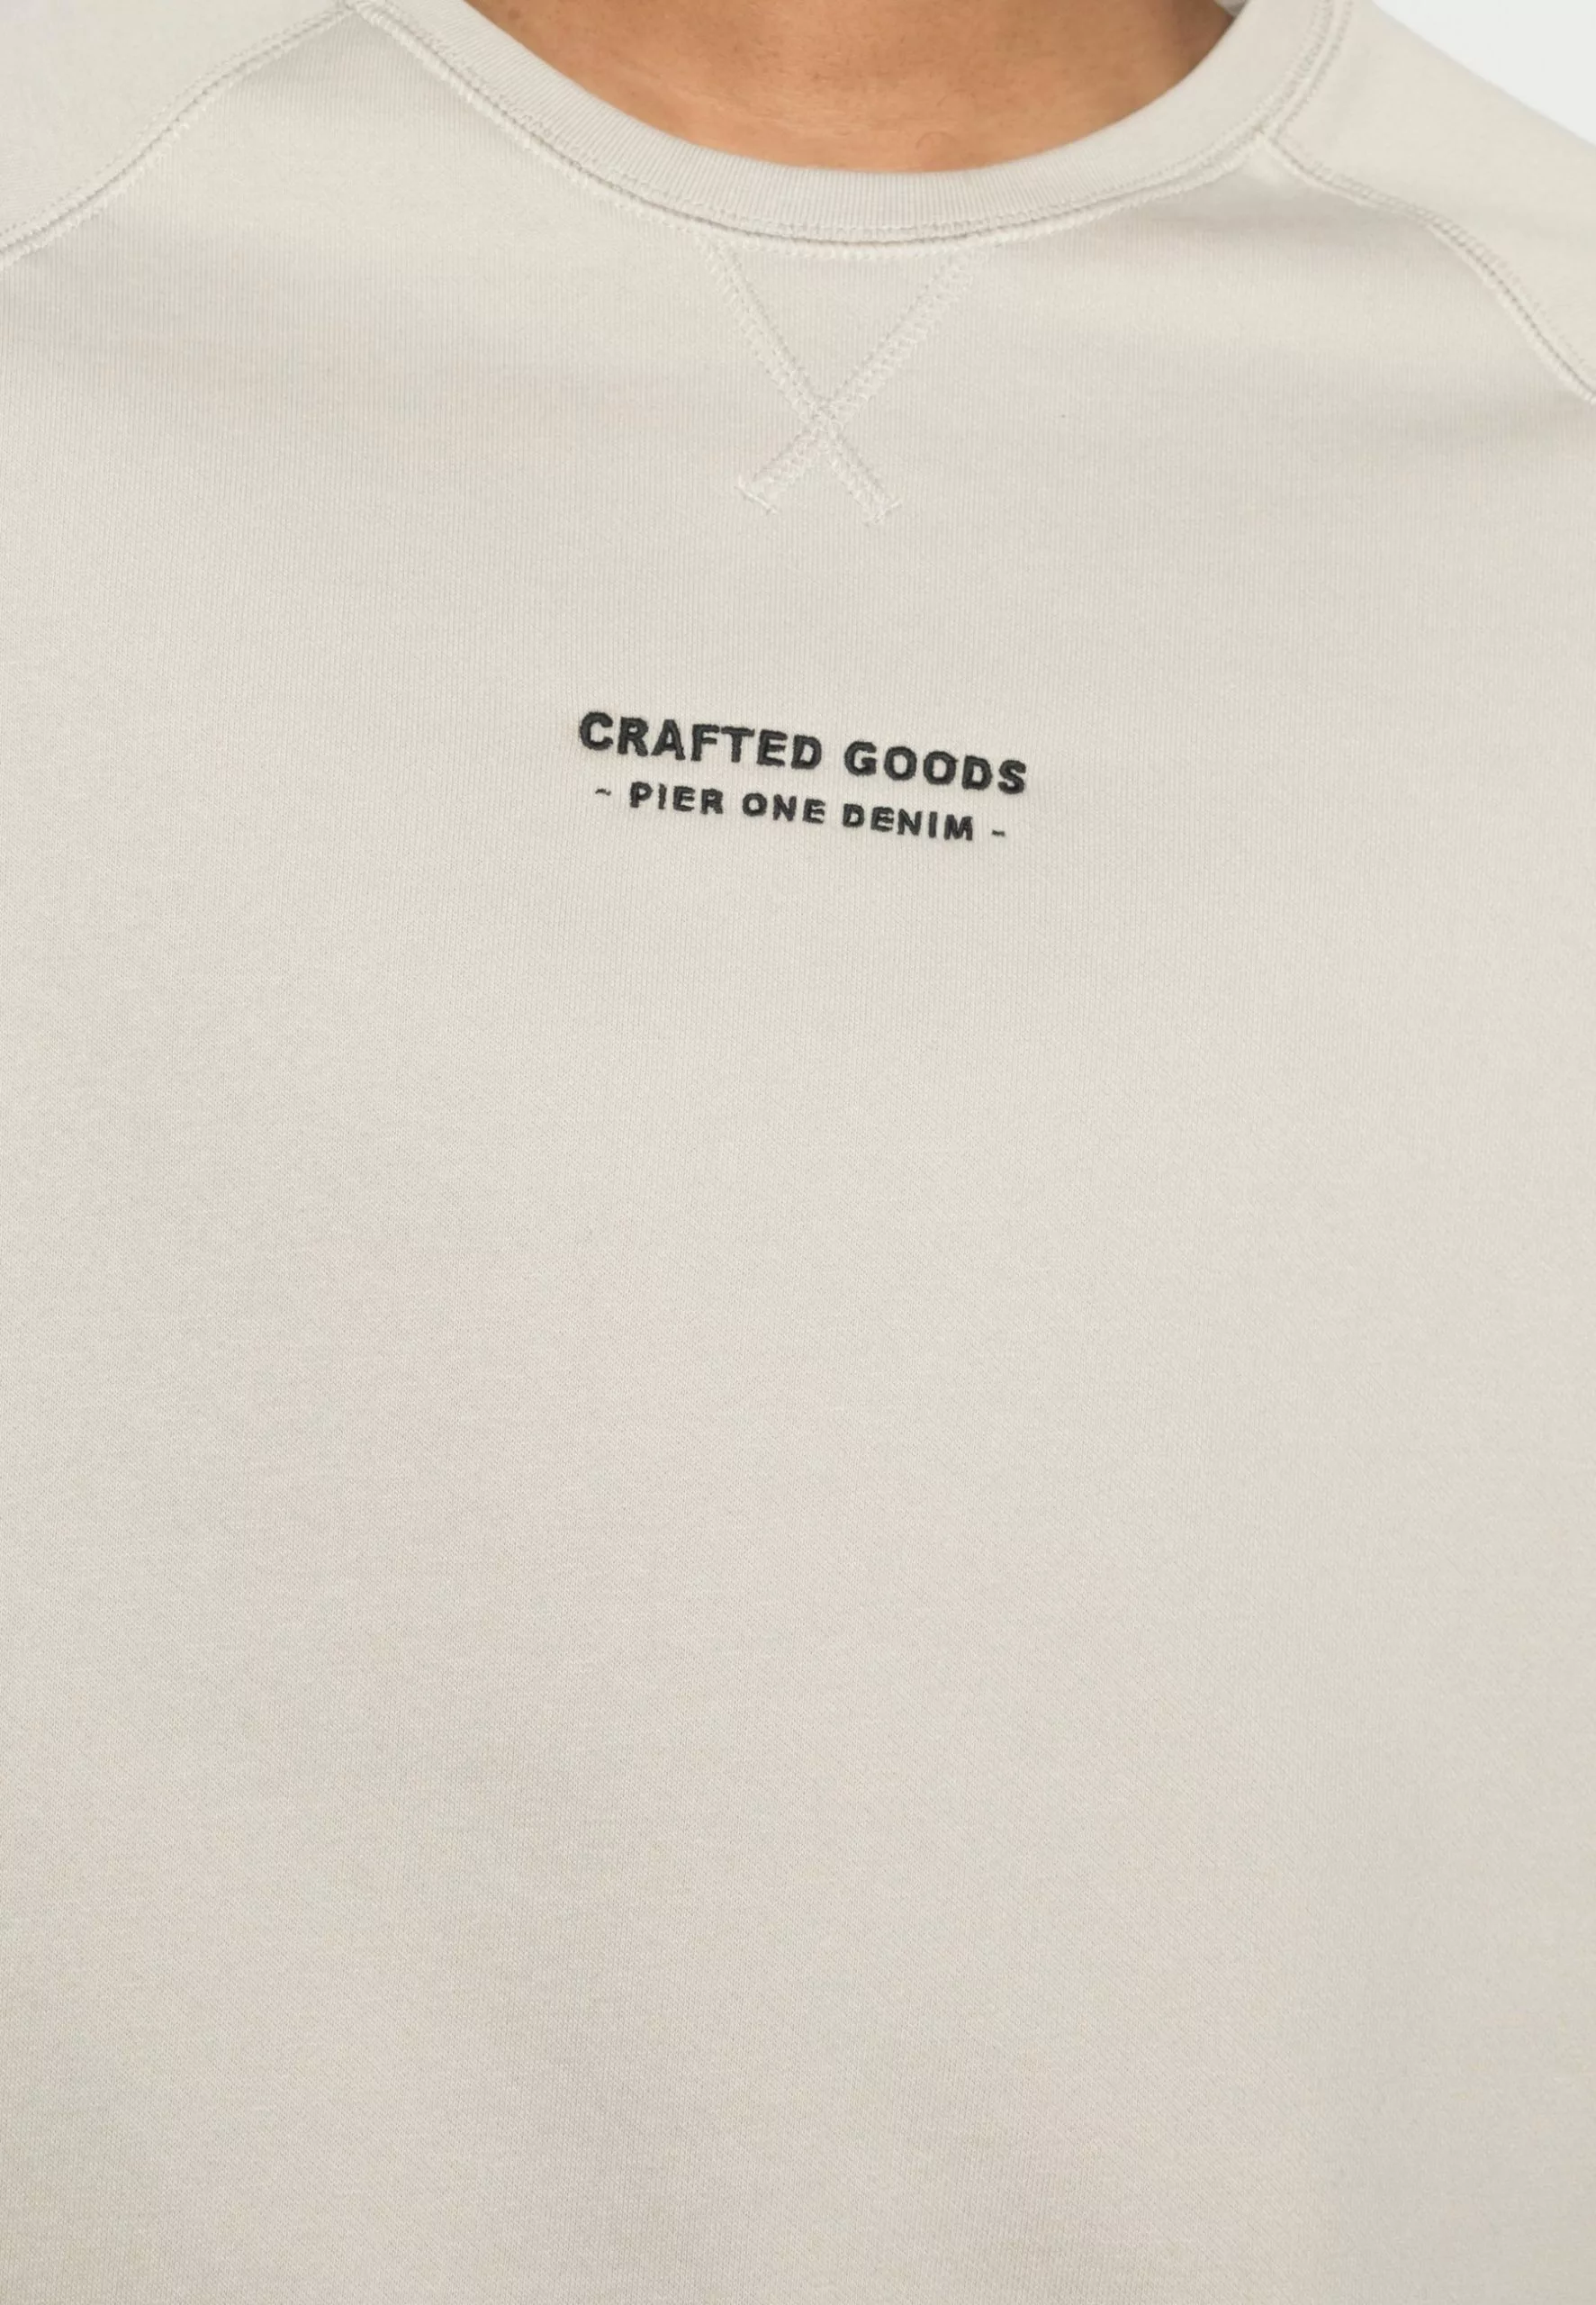 CRAFTED GOODS
- PIER ONE DENIM -